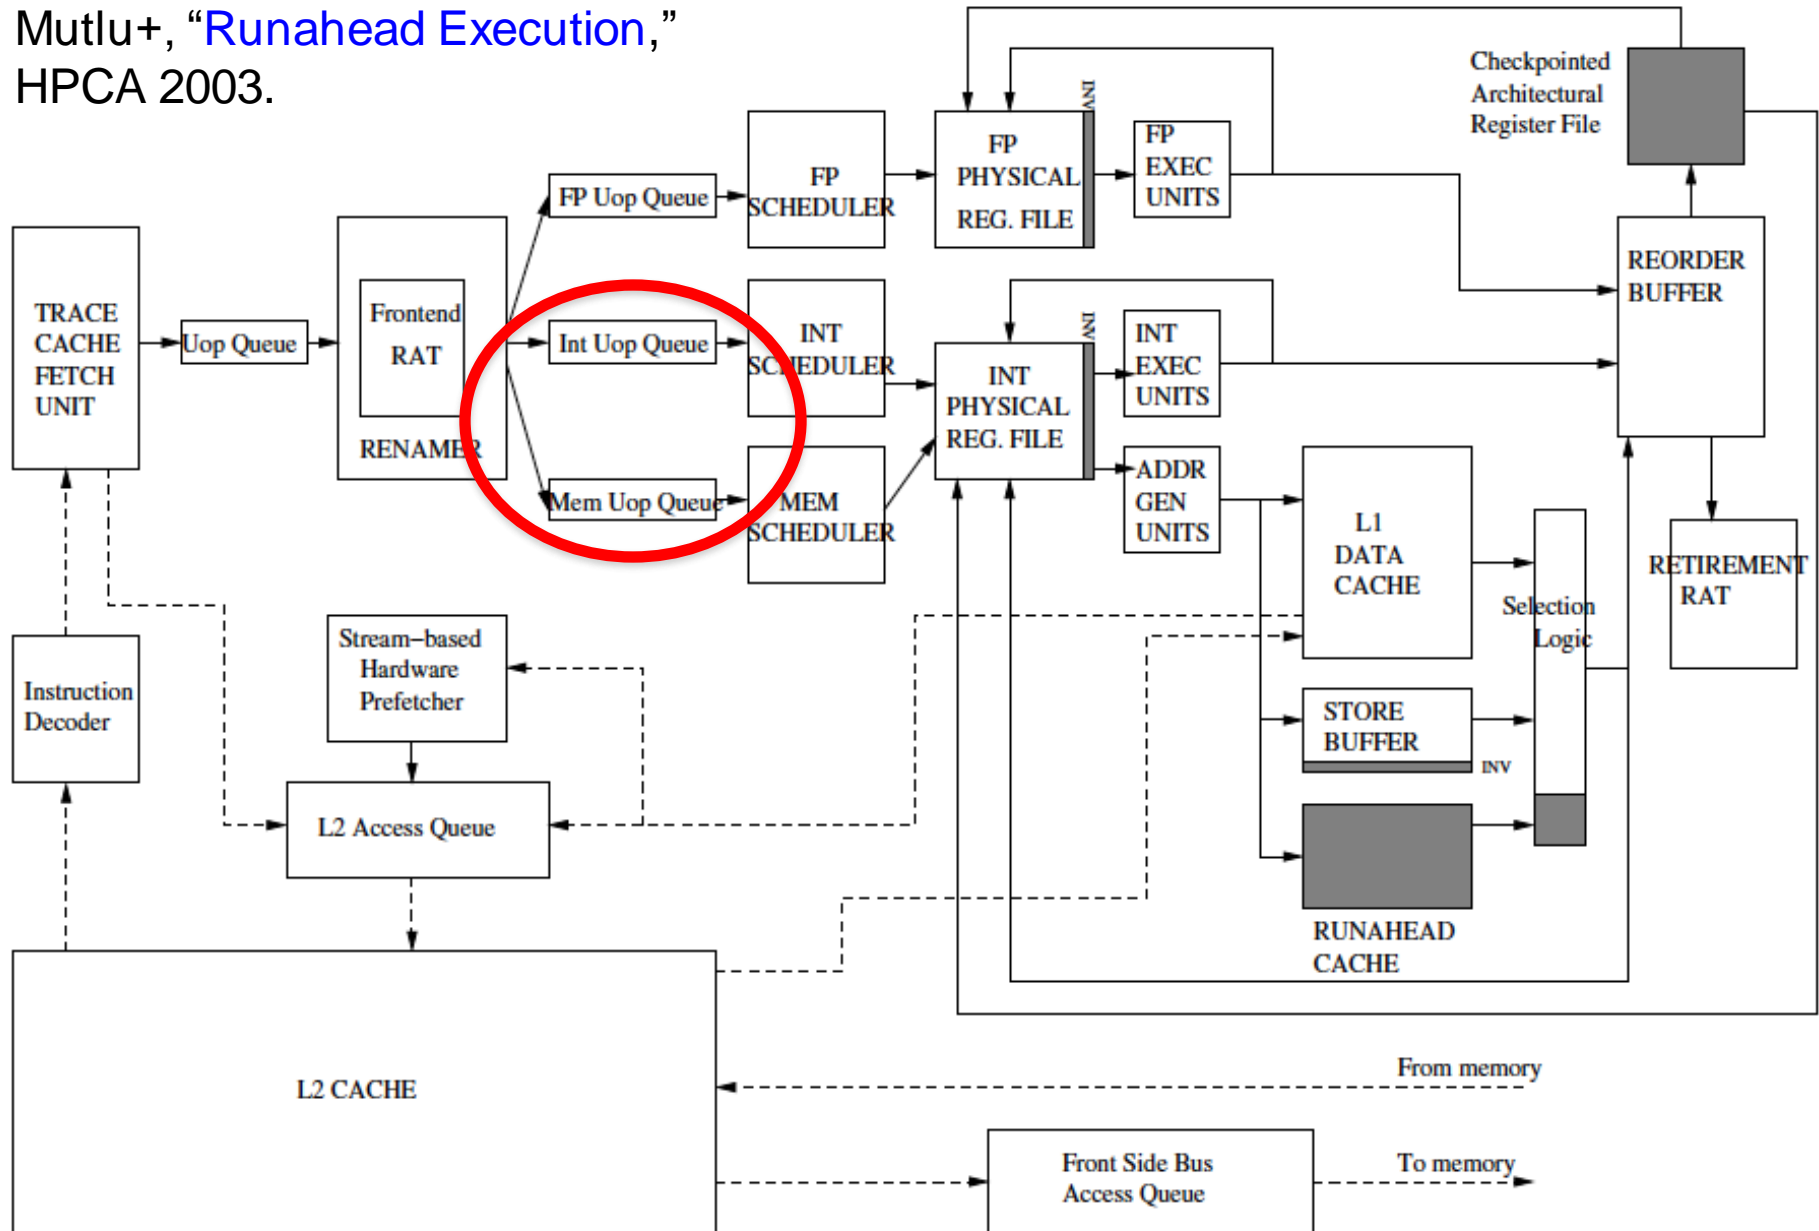 Mutlu+, “Runahead Execution,”
HPCA 2003.
Checkpointed
Architectural
Register File
INV
FP
PHYSICAL
REG. FILE
FP
EXEC
UNITS
FP
SCHEDULER
FP Uop Queue
REORDER
BUFFER
TRACE
CACHE
FETCH
UNIT
Uop Queue
Frontend
RAT
RENAMER
Int Uop Queue
INT
SCHEDULER
INV
INT
PHYSICAL
REG. FILE
INT
EXEC
UNITS
Mem Uop Queue
MEM
SCHEDULER
ADDR
GEN
UNITS
L1
DATA
CACHE
Selection
Logic
RETIREMENT
RAT
Instruction
Decoder
Stream−based
Hardware
Prefetcher
STORE
BUFFER
INV
L2 Access Queue
RUNAHEAD
CACHE
L2 CACHE
From memory
Front Side Bus
Access Queue
To memory